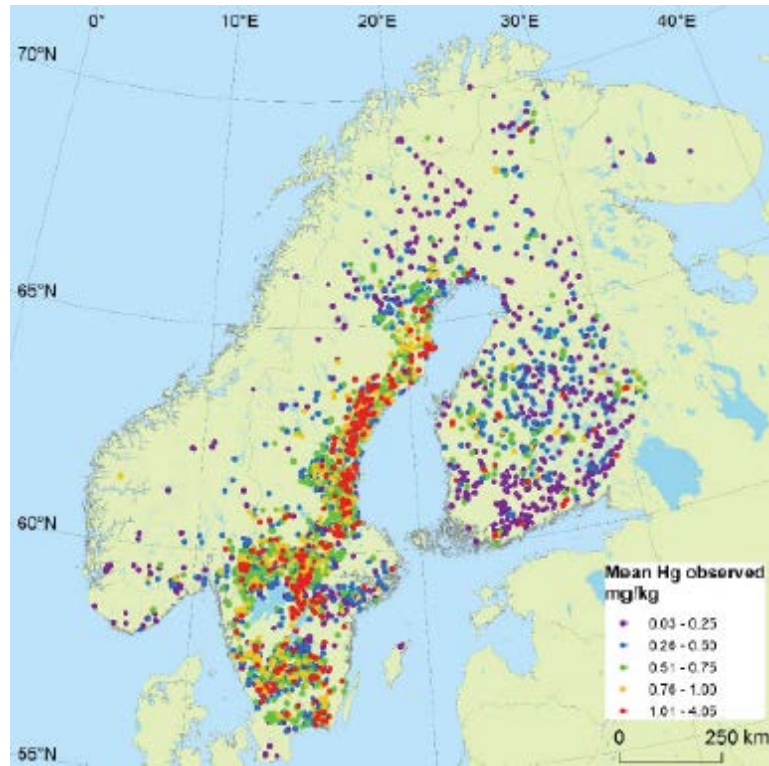 0° 10°E 20°E 30°E 40°E
70°N
65°N
60°N
55°N
Mean Hg observed
mg/kg
0.03 - 0.25
0.26 - 0.50
0.51 - 0.75
0.76 - 1.00
1.01 - 4.05
0 250 km